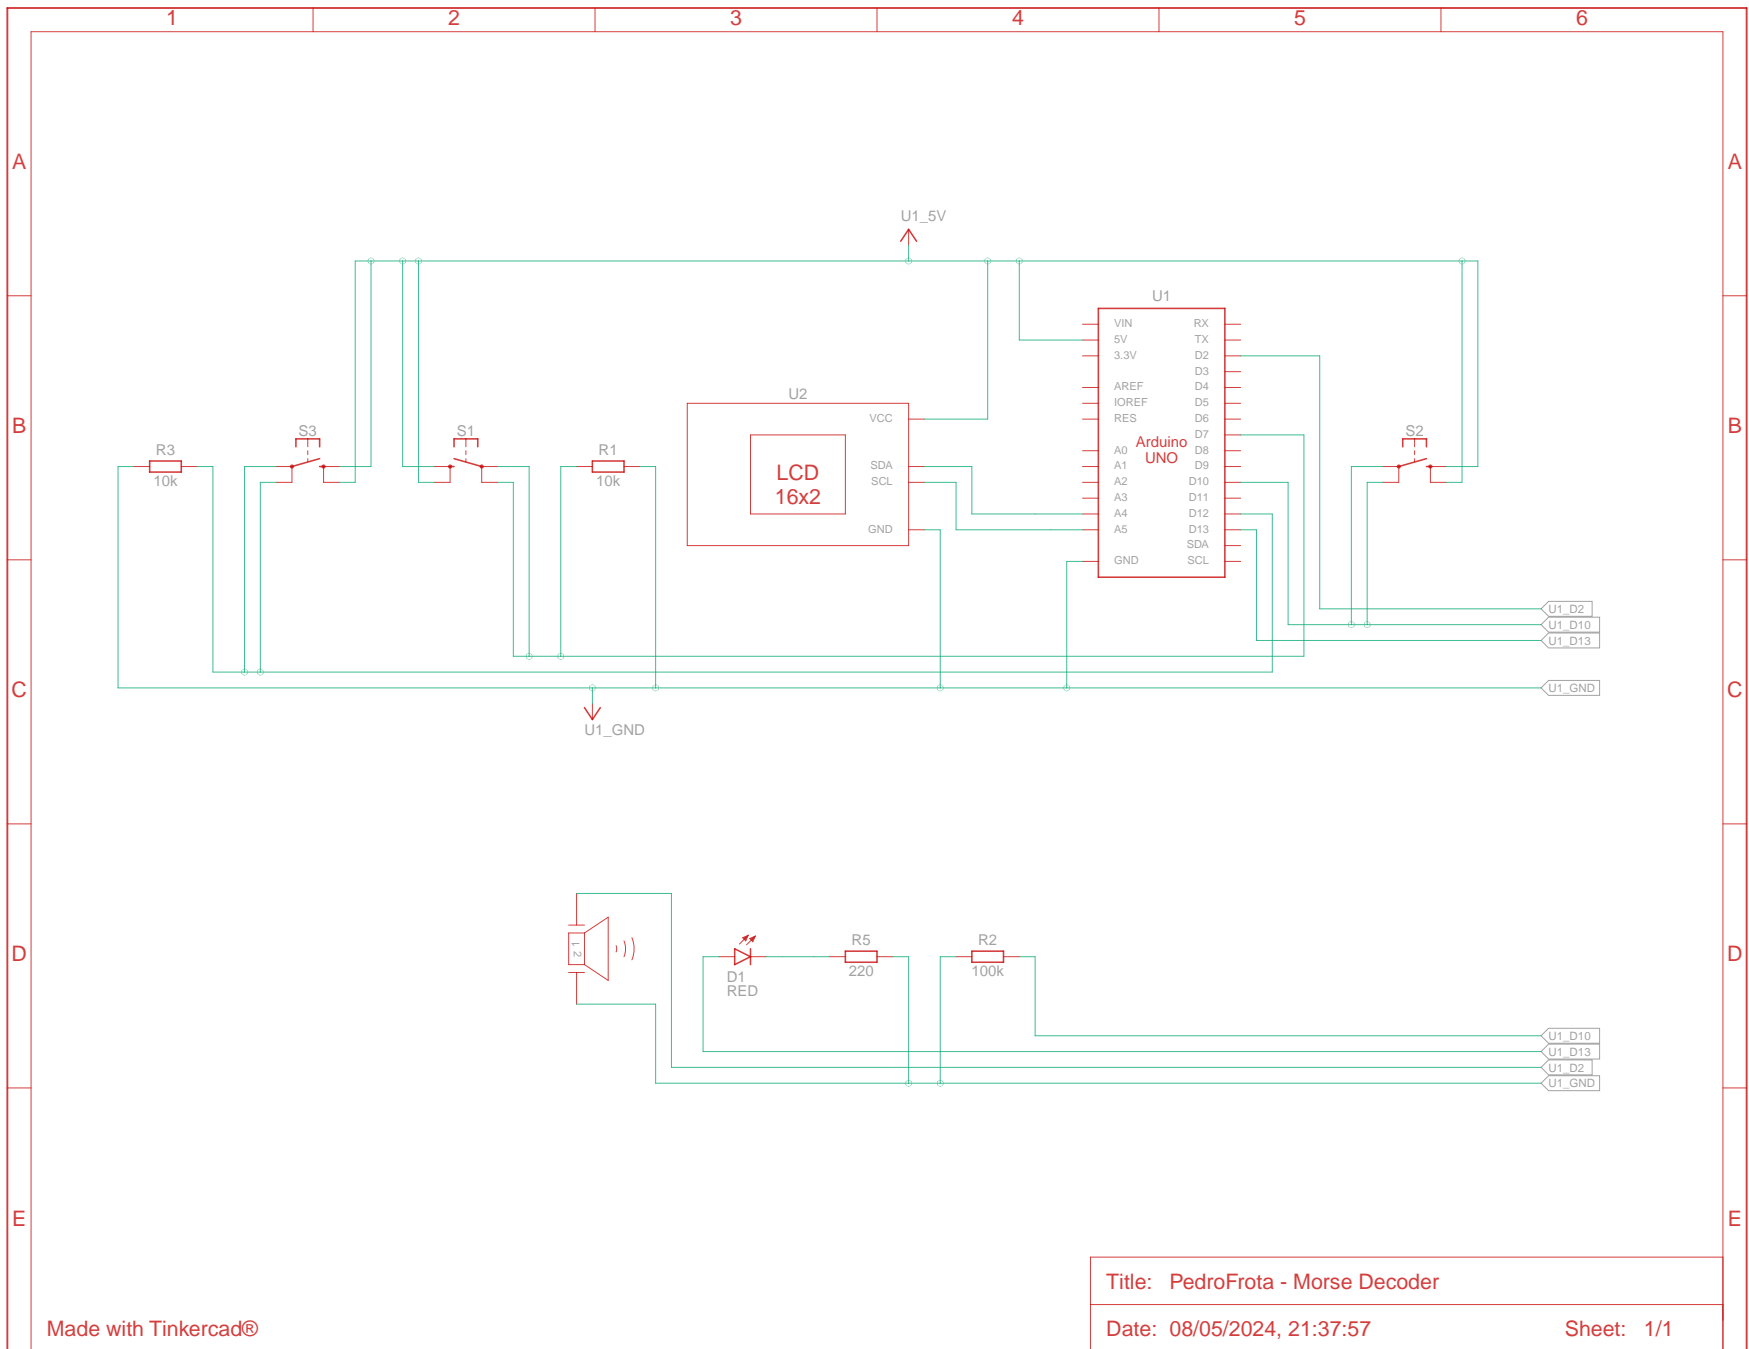 1 2 3 4 5 6
A A
U1_5V
U1
B B
VIN RX
5V TX
3.3V D2
D3
AREF D4
IOREF D5
RES D6
D7
A0 D8
A1 D9
A2 D10
A3 D11
A4 D12
A5 D13
SDA
GND SCL
Arduino
UNO
U2
VCC
SDA
SCL
GND
LCD
16x2
R3
10k
S3
S1
R1
10k
S2
U1_D2
U1_D10
U1_D13
C C
U1_GND
U1_GND
D D
1 2
D1
RED
R5
220
R2
100k
U1_D10
U1_D13
U1_D2
U1_GND
E E
Title: PedroFrota - Morse Decoder
Made with Tinkercad®
Date: 08/05/2024, 21:37:57 Sheet: 1/1